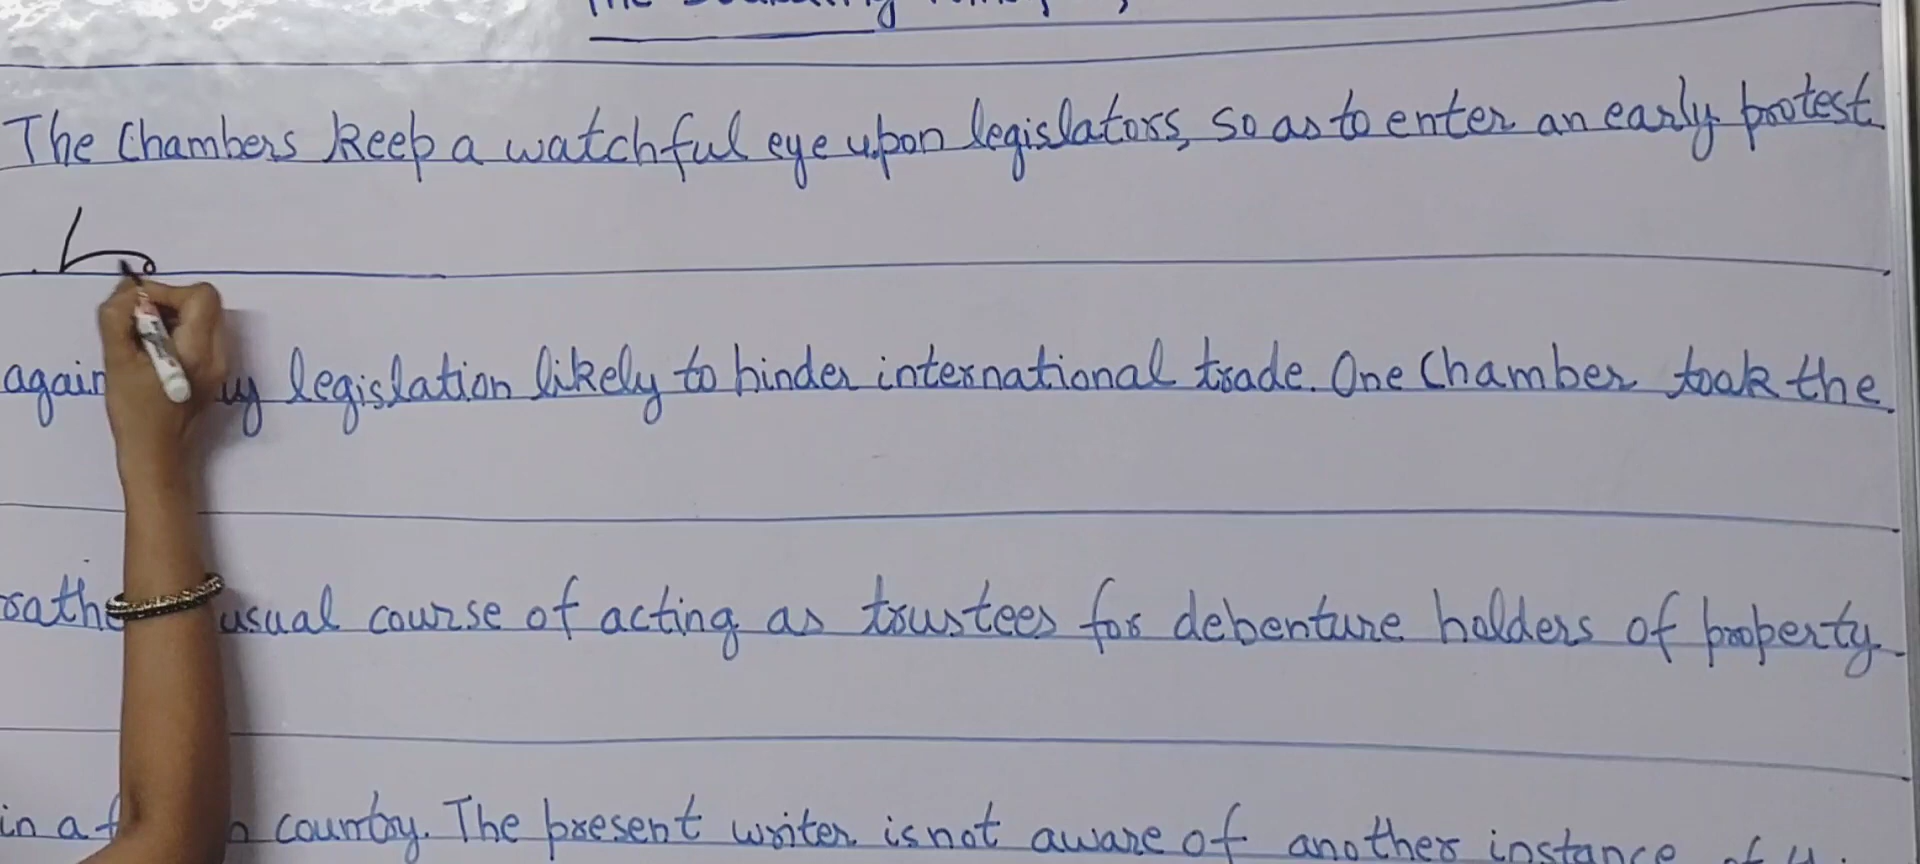 The
The Chambers keep a watchful eye upon legislators, so as to enter an early protest
legislation likely to hinder international trade. One Chamber took the
usual course of acting as trustees for debenture holders of property
in a country. The present writer is not aware of another instance of